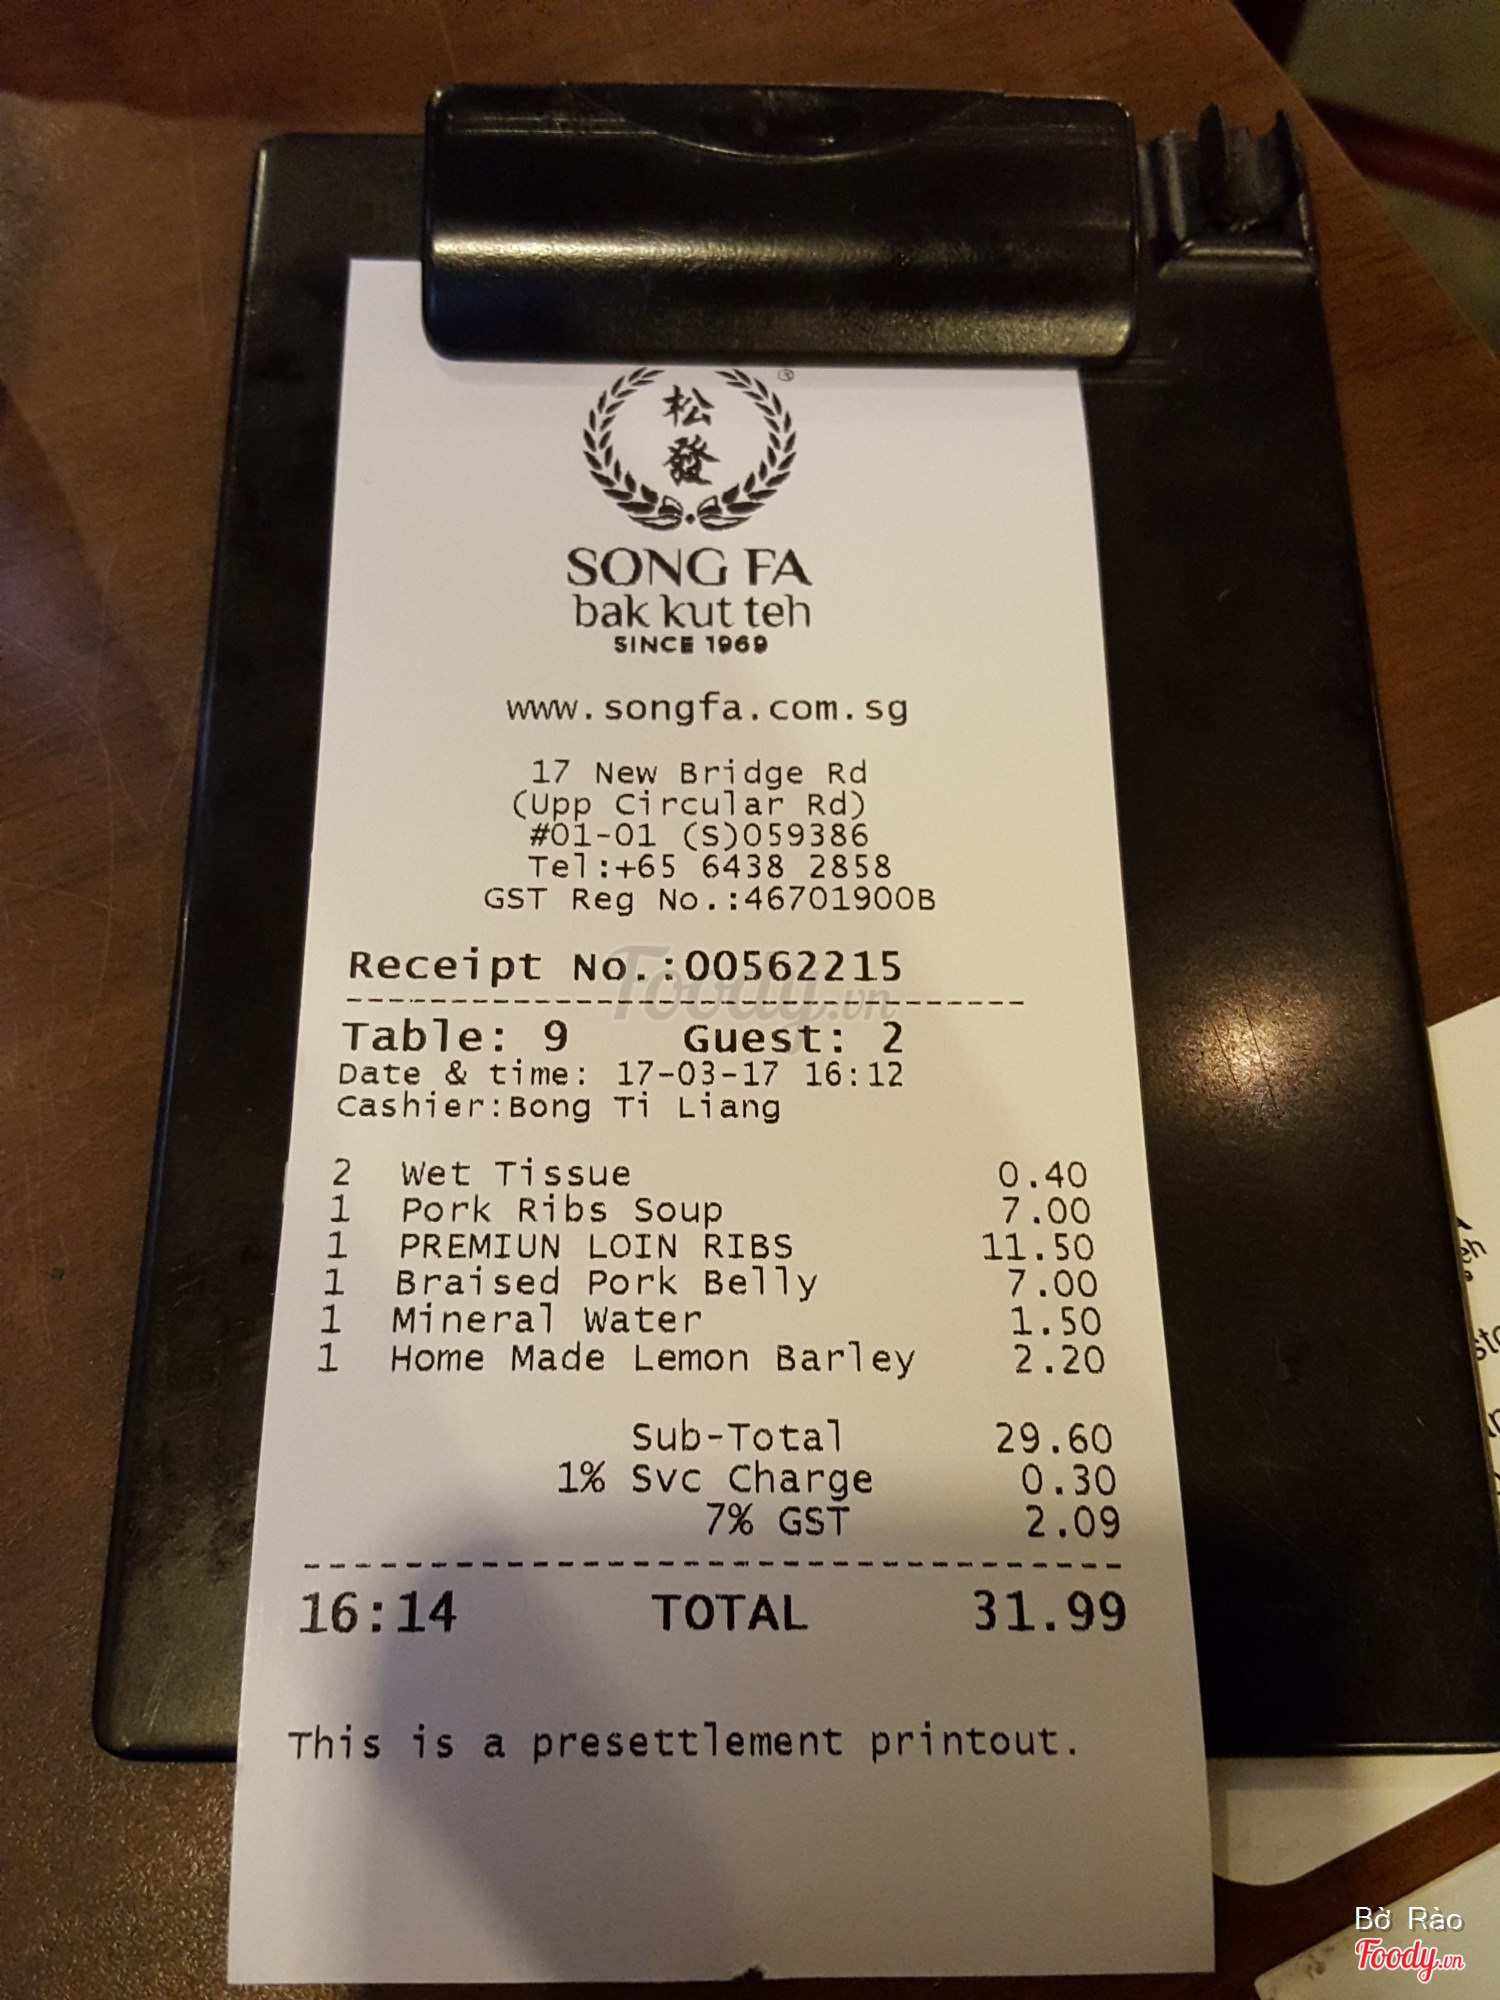 松
發
®
SONG FA
bak kut teh
SINCE 1969
www.songfa.com.sg
17 New Bridge Rd
(Upp Circular Rd)
#01-01 (S)059386
Tel:+65 6438 2858
GST Reg No.:46701900B
Receipt No.:00562215
Foody.vn
Table: 9 Guest: 2
Date & time: 17-03-17 16:12
Cashier:Bong Ti Liang
2 Wet Tissue 0.40
1 Pork Ribs Soup 7.00
1 PREMIUN LOIN RIBS 11.50
1 Braised Pork Belly 7.00
1 Mineral Water 1.50
1 Home Made Lemon Barley 2.20
Sub-Total 29.60
1% Svc Charge 0.30
7% GST 2.09
16:14 TOTAL 31.99
This is a presettlement printout.
Bờ Rào
Foody.vn